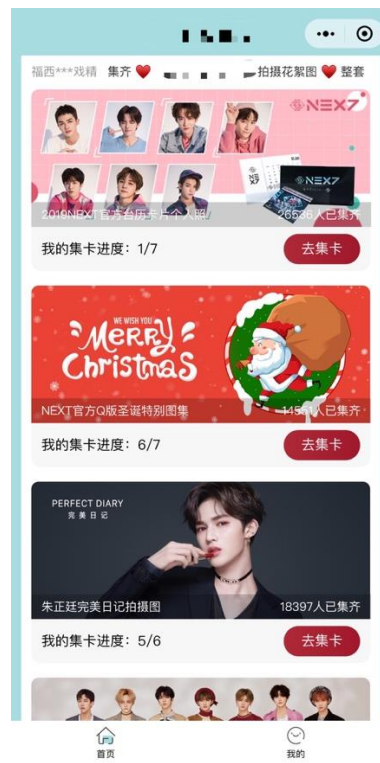 福西***戏精 集齐 拍摄花絮图 整套
NEX7
NEX7
2019NEXT官方台历卡片个人照 26536人已集齐
我的集卡进度：1/7 去集卡
WE WISH YOU
MERRY
Christmas
NEXT官方Q版圣诞特别图集 14551人已集齐
我的集卡进度：6/7 去集卡
PERFECT DIARY
完美日记
朱正廷完美日记拍摄图 18397人已集齐
我的集卡进度：5/6 去集卡
首页 我的